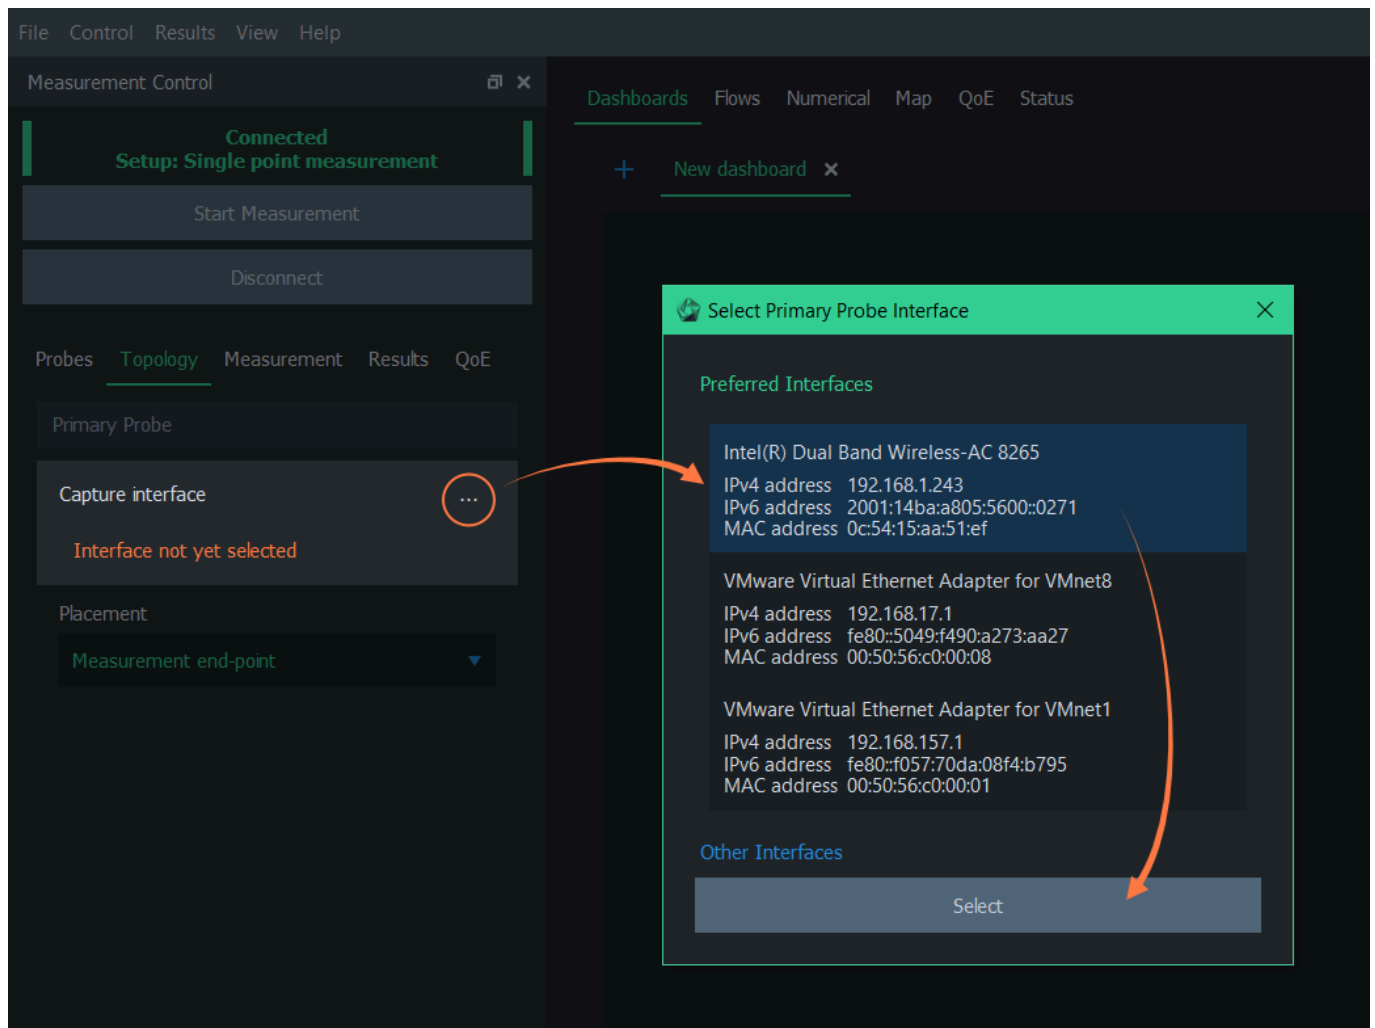 File Control Results View Help
Measurement Control
Connected
Setup: Single point measurement
Start Measurement
Disconnect
Probes Topology Measurement Results QoE
Primary Probe
Capture interface ...
Interface not yet selected
Placement
Measurement end-point
Dashboards Flows Numerical Map QoE Status
+ New dashboard
Select Primary Probe Interface
Preferred Interfaces
Intel(R) Dual Band Wireless-AC 8265
IPv4 address 192.168.1.243
IPv6 address 2001:14ba:a805:5600::0271
MAC address 0c:54:15:aa:51:ef
VMware Virtual Ethernet Adapter for VMnet8
IPv4 address 192.168.17.1
IPv6 address fe80::5049:f490:a273:aa27
MAC address 00:50:56:c0:00:08
VMware Virtual Ethernet Adapter for VMnet1
IPv4 address 192.168.157.1
IPv6 address fe80::f057:70da:08f4:b795
MAC address 00:50:56:c0:00:01
Other Interfaces
Select